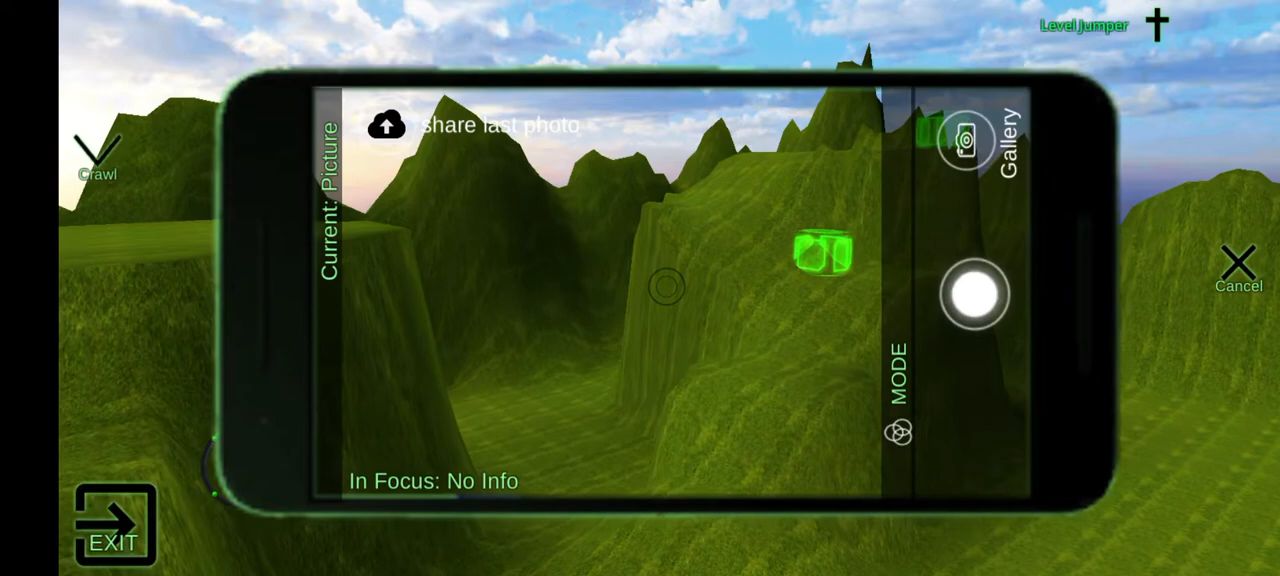 Level Jumper
share last photo
Gallery
Current: Picture
Crawl
Cancel
MODE
In Focus: No Info
EXIT